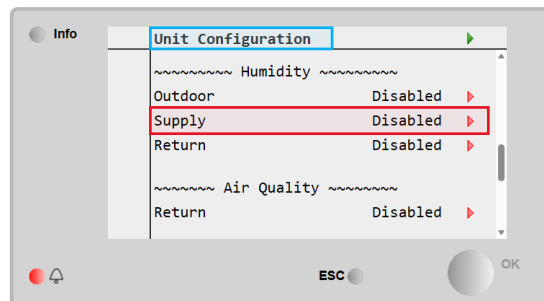 Info
Unit Configuration
~~~~~~~~~ Humidity ~~~~~~~~~
Outdoor Disabled
Supply Disabled
Return Disabled
~~~~~~~ Air Quality ~~~~~~~~
Return Disabled
ESC
OK